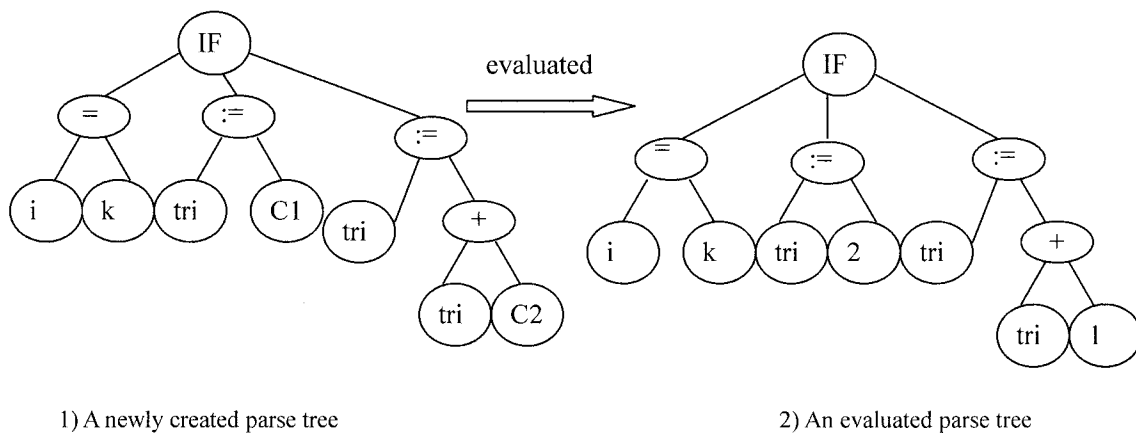 IF
= := :=
i k tri C1 tri +
tri C2
evaluated
IF
= := :=
i k tri 2 tri +
tri 1
1) A newly created parse tree
2) An evaluated parse tree